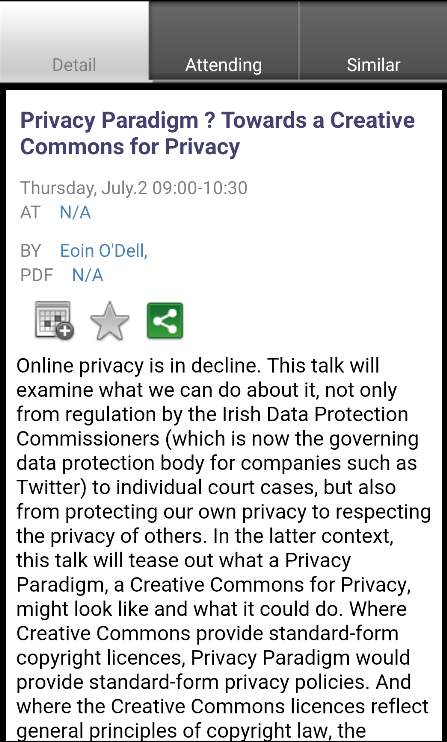 Detail
Attending
Similar
Privacy Paradigm ? Towards a Creative
Commons for Privacy
Thursday, July.2 09:00-10:30
AT N/A
BY Eoin O'Dell,
PDF N/A
Online privacy is in decline. This talk will
examine what we can do about it, not only
from regulation by the Irish Data Protection
Commissioners (which is now the governing
data protection body for companies such as
Twitter) to individual court cases, but also
from protecting our own privacy to respecting
the privacy of others. In the latter context,
this talk will tease out what a Privacy
Paradigm, a Creative Commons for Privacy,
might look like and what it could do. Where
Creative Commons provide standard-form
copyright licences, Privacy Paradigm would
provide standard-form privacy policies. And
where the Creative Commons licences reflect
general principles of copyright law, the